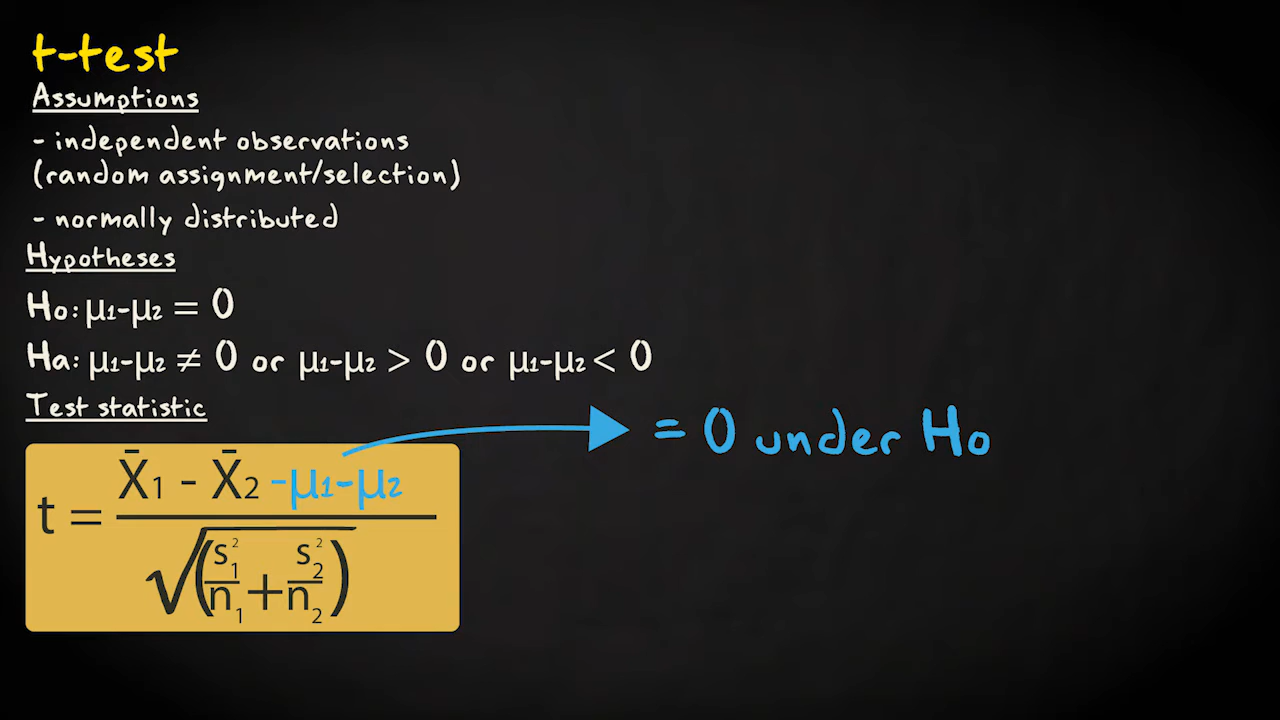 t-test
Assumptions
- independent observations
(random assignment/selection)
- normally distributed
Hypotheses
Ho: μ1-μ2 = 0
Ha: μ1-μ2 ≠ 0 or μ1-μ2 > 0 or μ1-μ2 < 0
Test statistic
= 0 under Ho
t = X̄1 - X̄2 -μ1-μ2 / √(s1²/n1 + s2²/n2)